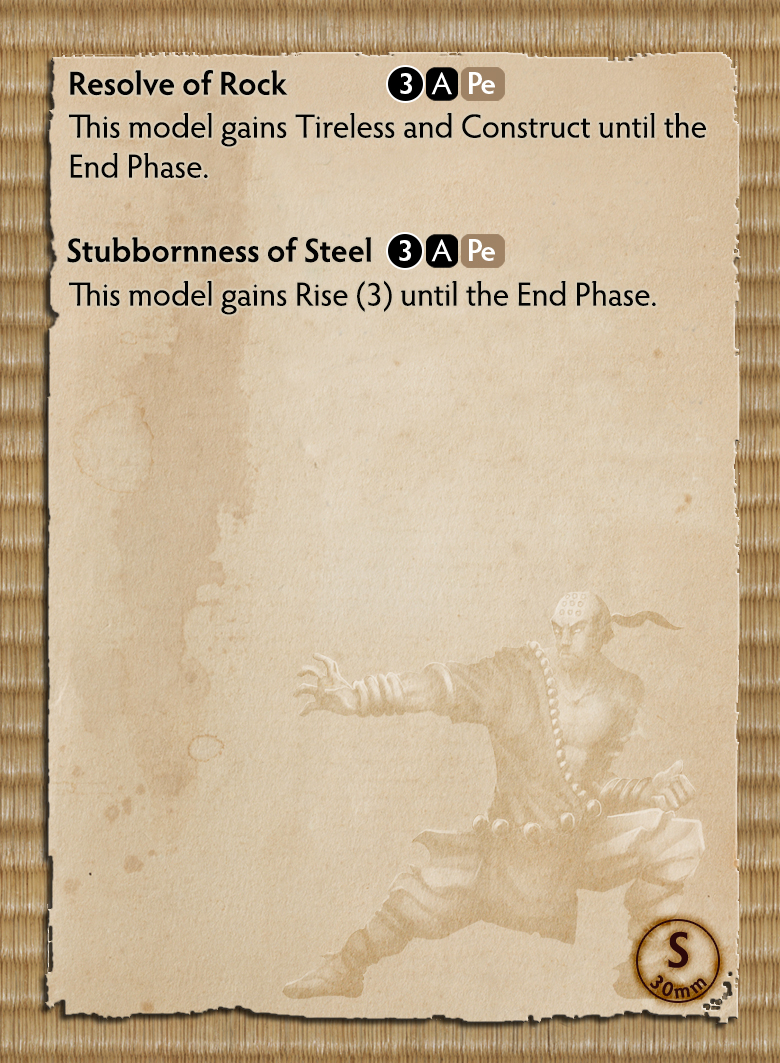 Resolve of Rock 3 A Pe
This model gains Tireless and Construct until the
End Phase.
Stubbornness of Steel 3 A Pe
This model gains Rise (3) until the End Phase.
S
30mm